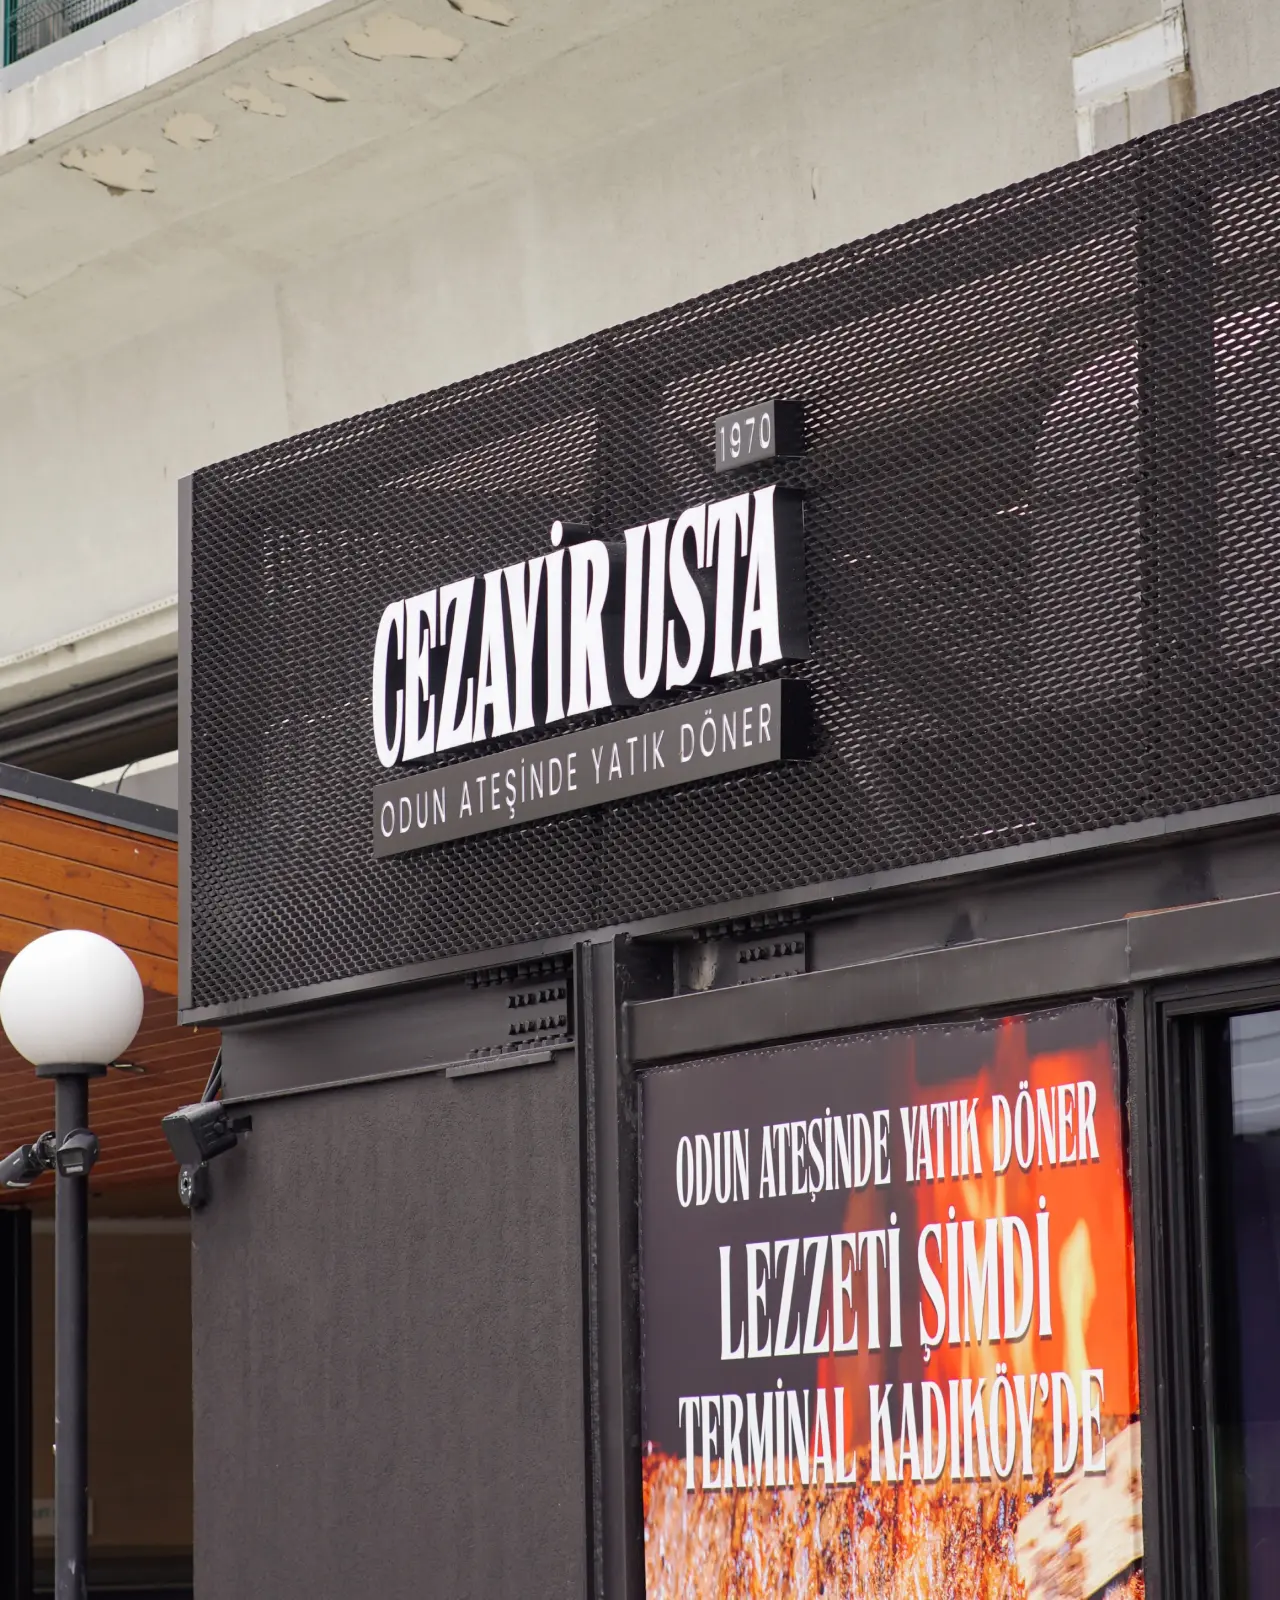 1970
CEZAYİR USTA
ODUN ATEŞİNDE YATIK DÖNER
ODUN ATEŞİNDE YATIK DÖNER
LEZZETİ ŞİMDİ
TERMİNAL KADIKÖY'DE